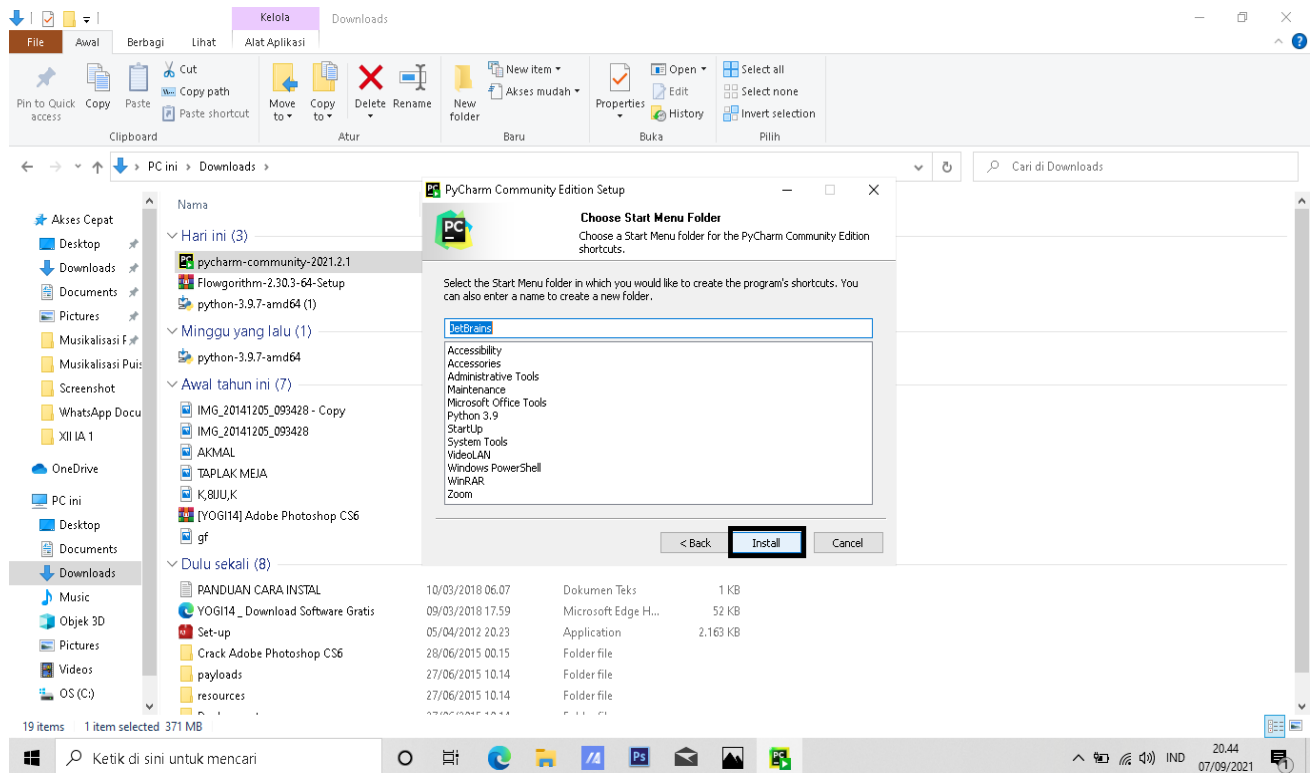 Kelola
Downloads
File
Awal
Berbagi
Lihat
Alat Aplikasi
Pin to Quick access
Copy
Paste
Cut
Copy path
Paste shortcut
Clipboard
Move to
Copy to
Delete
Rename
Atur
New folder
New item
Akses mudah
Baru
Properties
Open
Edit
History
Buka
Select all
Select none
Invert selection
Pilih
PC ini > Downloads >
Cari di Downloads
Akses Cepat
Desktop
Downloads
Documents
Pictures
Musikalisasi F
Musikalisasi Puis
Screenshot
WhatsApp Docu
XII IA 1
OneDrive
PC ini
Desktop
Documents
Downloads
Music
Objek 3D
Pictures
Videos
OS (C:)
Nama
Hari ini (3)
pycharm-community-2021.2.1
Flowgorithm-2.30.3-64-Setup
python-3.9.7-amd64 (1)
Minggu yang lalu (1)
python-3.9.7-amd64
Awal tahun ini (7)
IMG_20141205_093428 - Copy
IMG_20141205_093428
AKMAL
TAPLAK MEJA
K,8IJU,K
[YOGI14] Adobe Photoshop CS6
gf
Dulu sekali (8)
PANDUAN CARA INSTAL 10/03/2018 06.07 Dokumen Teks 1 KB
YOGI14 _ Download Software Gratis 09/03/2018 17.59 Microsoft Edge H... 52 KB
Set-up 05/04/2012 20.23 Application 2.163 KB
Crack Adobe Photoshop CS6 28/06/2015 00.15 Folder file
payloads 27/06/2015 10.14 Folder file
resources 27/06/2015 10.14 Folder file
PyCharm Community Edition Setup
Choose Start Menu Folder
Choose a Start Menu folder for the PyCharm Community Edition
shortcuts.
Select the Start Menu folder in which you would like to create the program's shortcuts. You
can also enter a name to create a new folder.
JetBrains
Accessibility
Accessories
Administrative Tools
Maintenance
Microsoft Office Tools
Python 3.9
StartUp
System Tools
VideoLAN
Windows PowerShell
WinRAR
Zoom
< Back
Install
Cancel
19 items
1 item selected 371 MB
Ketik di sini untuk mencari
Ps
IND
20.44
07/09/2021
1